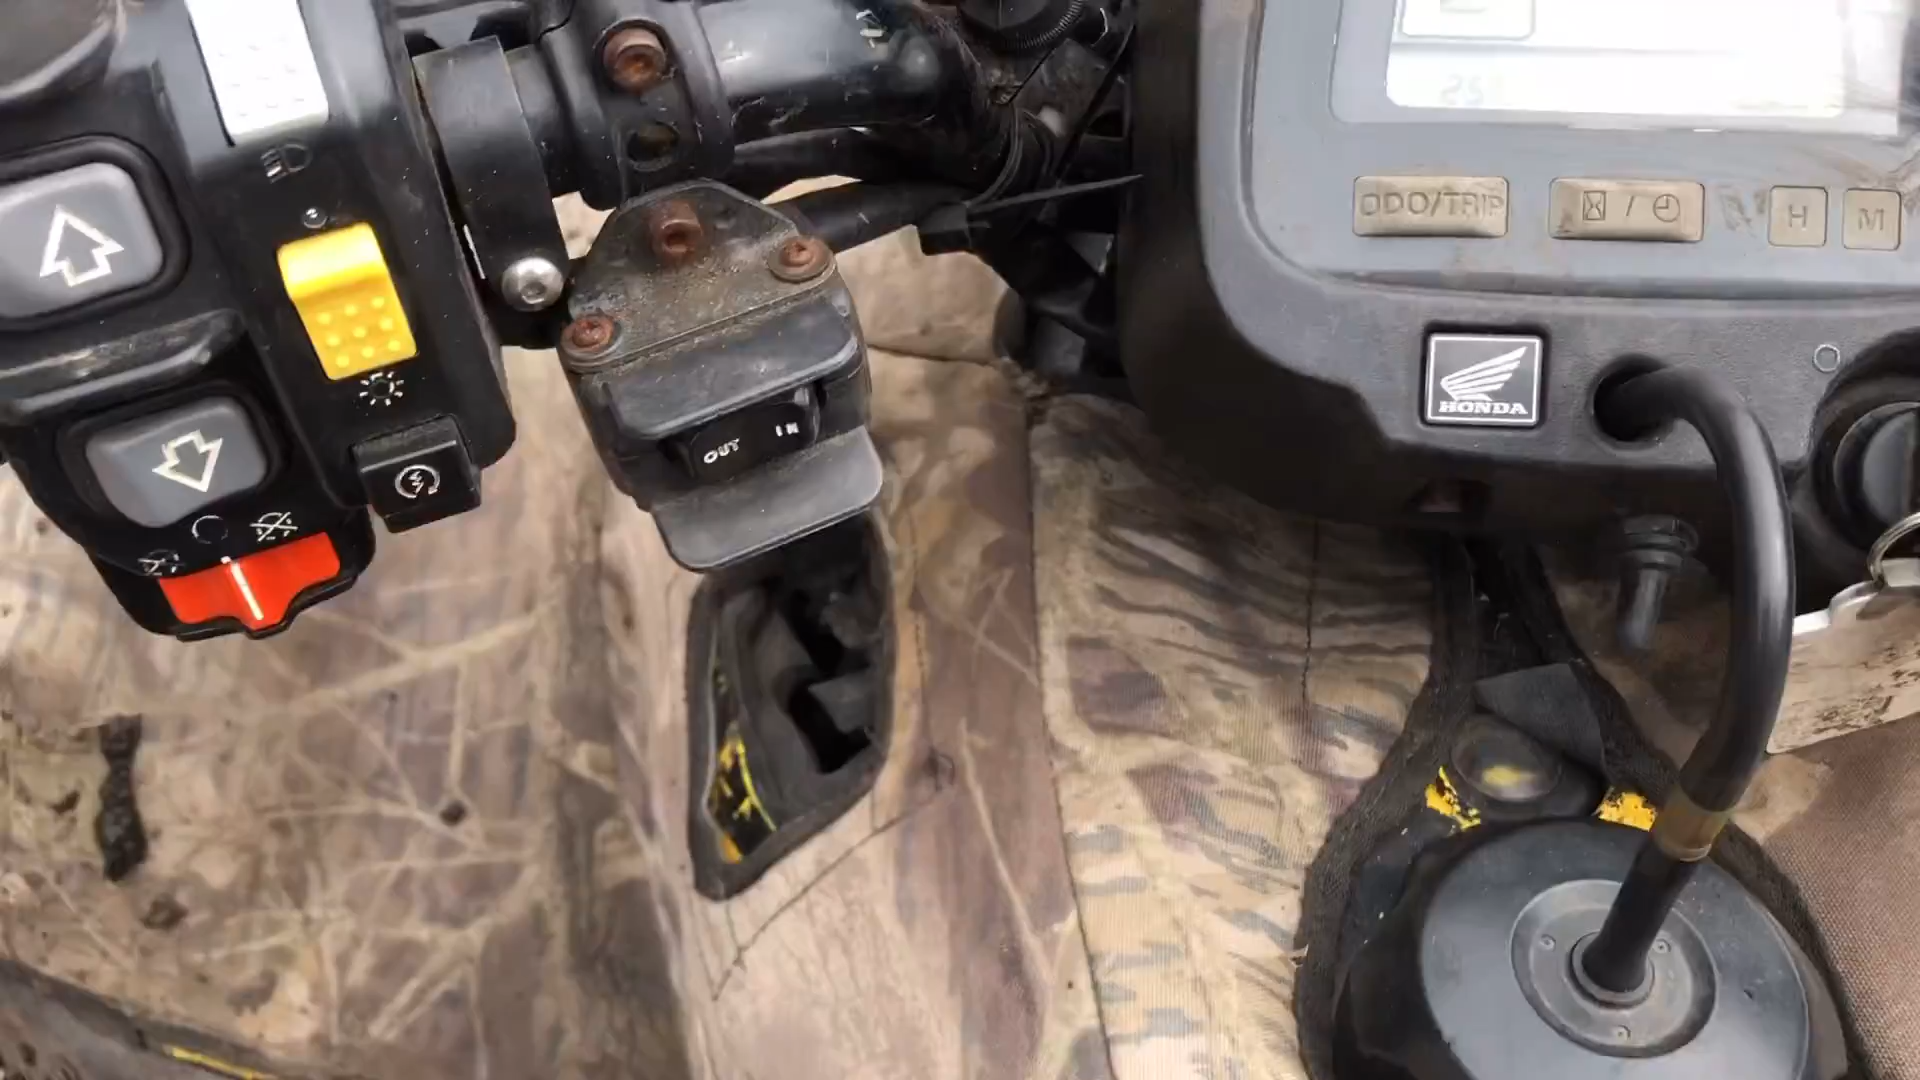 ODO/TRIP
/
H
M
HONDA
OUT IN